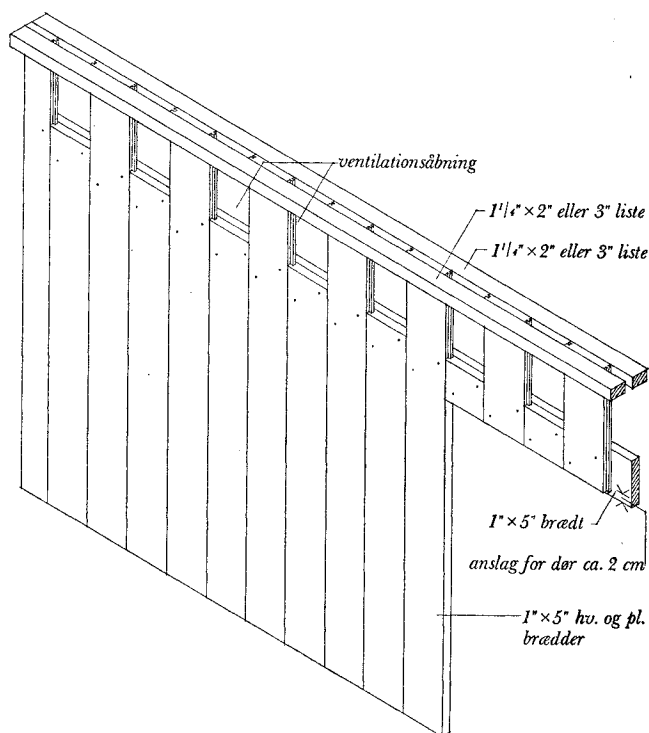 ventilationsåbning
1¹/₄" × 2" eller 3" liste
1¹/₄" × 2" eller 3" liste
1" × 5" brædt
anslag for dør ca. 2 cm
1" × 5" hv. og pl.
brædder